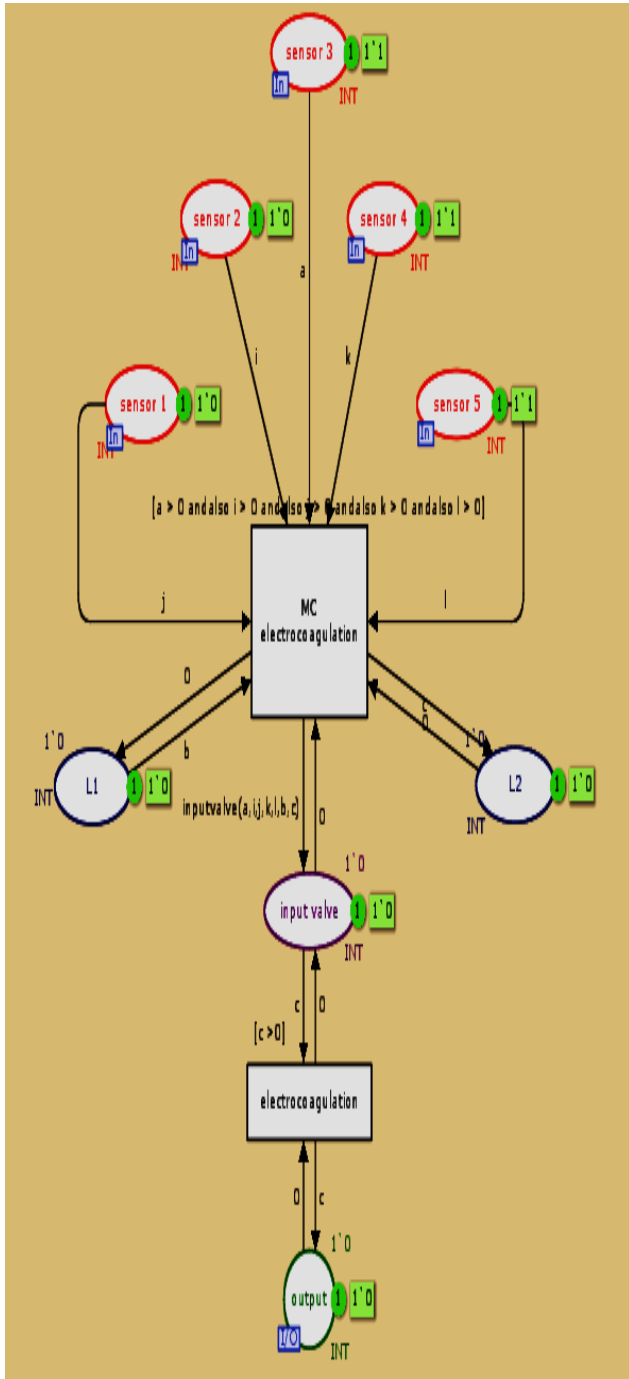 sensor 3 1 1`1
In
INT
sensor 2 1 1`0
In
INT
sensor 4 1 1`1
In
INT
a
i
k
sensor 1 1 1`0
In
INT
sensor 5 1 1`1
In
INT
[a > 0 andalso i > 0 andalso j > 0 andalso k > 0 andalso l > 0]
MC
electrocoagulation
j
l
0
b
c
0
1`0
L1 1 1`0
INT
1`0
L2 1 1`0
INT
inputvalve(a,i,j,k,l,b,c)
0
1`0
input valve 1 1`0
INT
c
0
[c >0]
electrocoagulation
0
c
1`0
output 1 1`0
I/O
INT